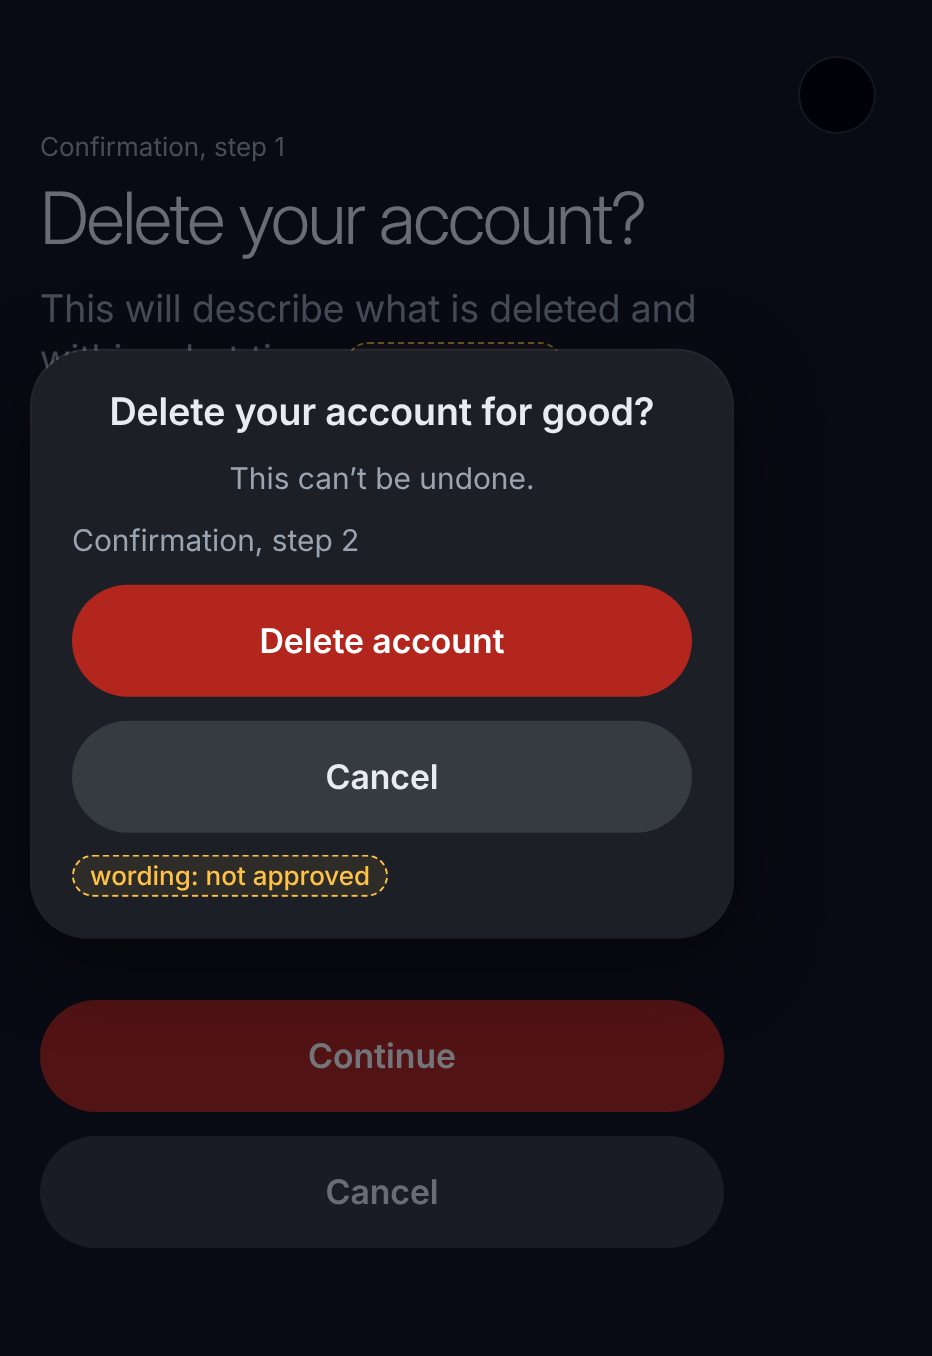 Confirmation, step 1
Delete your account?
This will describe what is deleted and
Delete your account for good?
This can’t be undone.
Confirmation, step 2
Delete account
Cancel
wording: not approved
Continue
Cancel